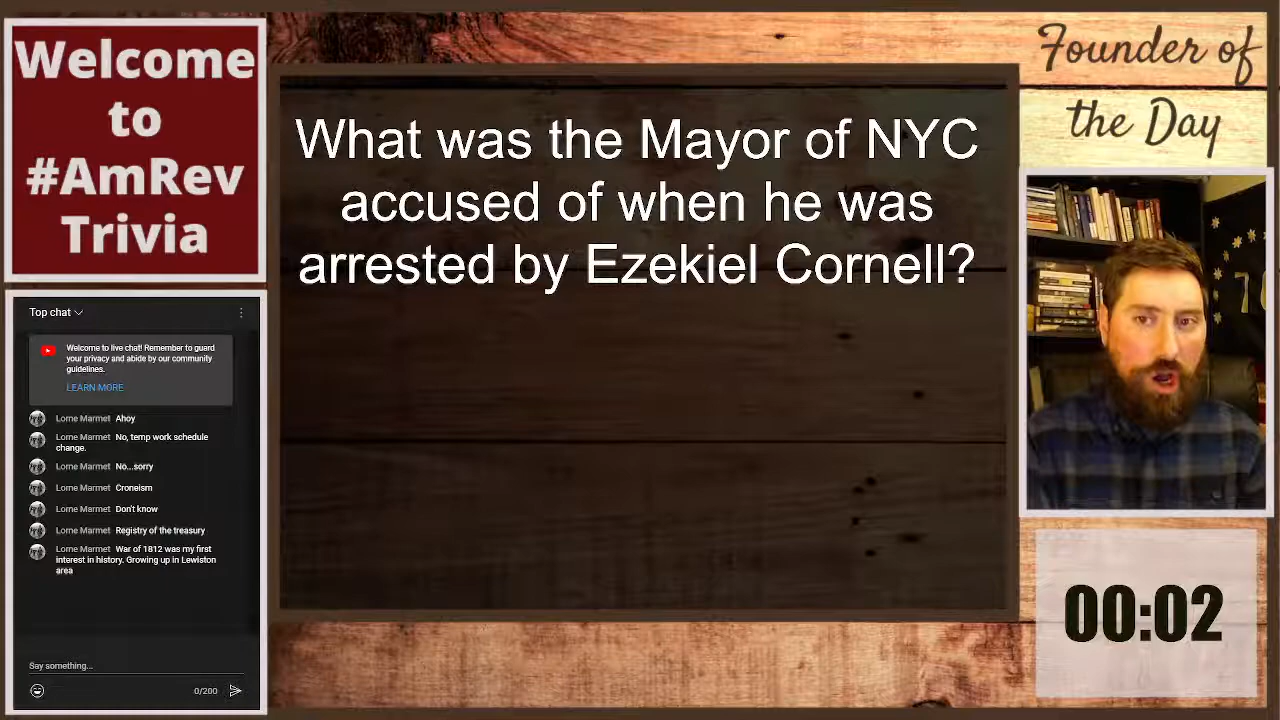 Welcome
to
#AmRev
Trivia
What was the Mayor of NYC
accused of when he was
arrested by Ezekiel Cornell?
Founder of
the Day
Top chat
Welcome to live chat! Remember to guard
your privacy and abide by our community
guidelines.
LEARN MORE
Lorne Marmet Ahoy
Lorne Marmet No, temp work schedule
change.
Lorne Marmet No...sorry
Lorne Marmet Croneism
Lorne Marmet Don't know
Lorne Marmet Registry of the treasury
Lorne Marmet War of 1812 was my first
interest in history. Growing up in Lewiston
area
Say something...
0/200
00:02